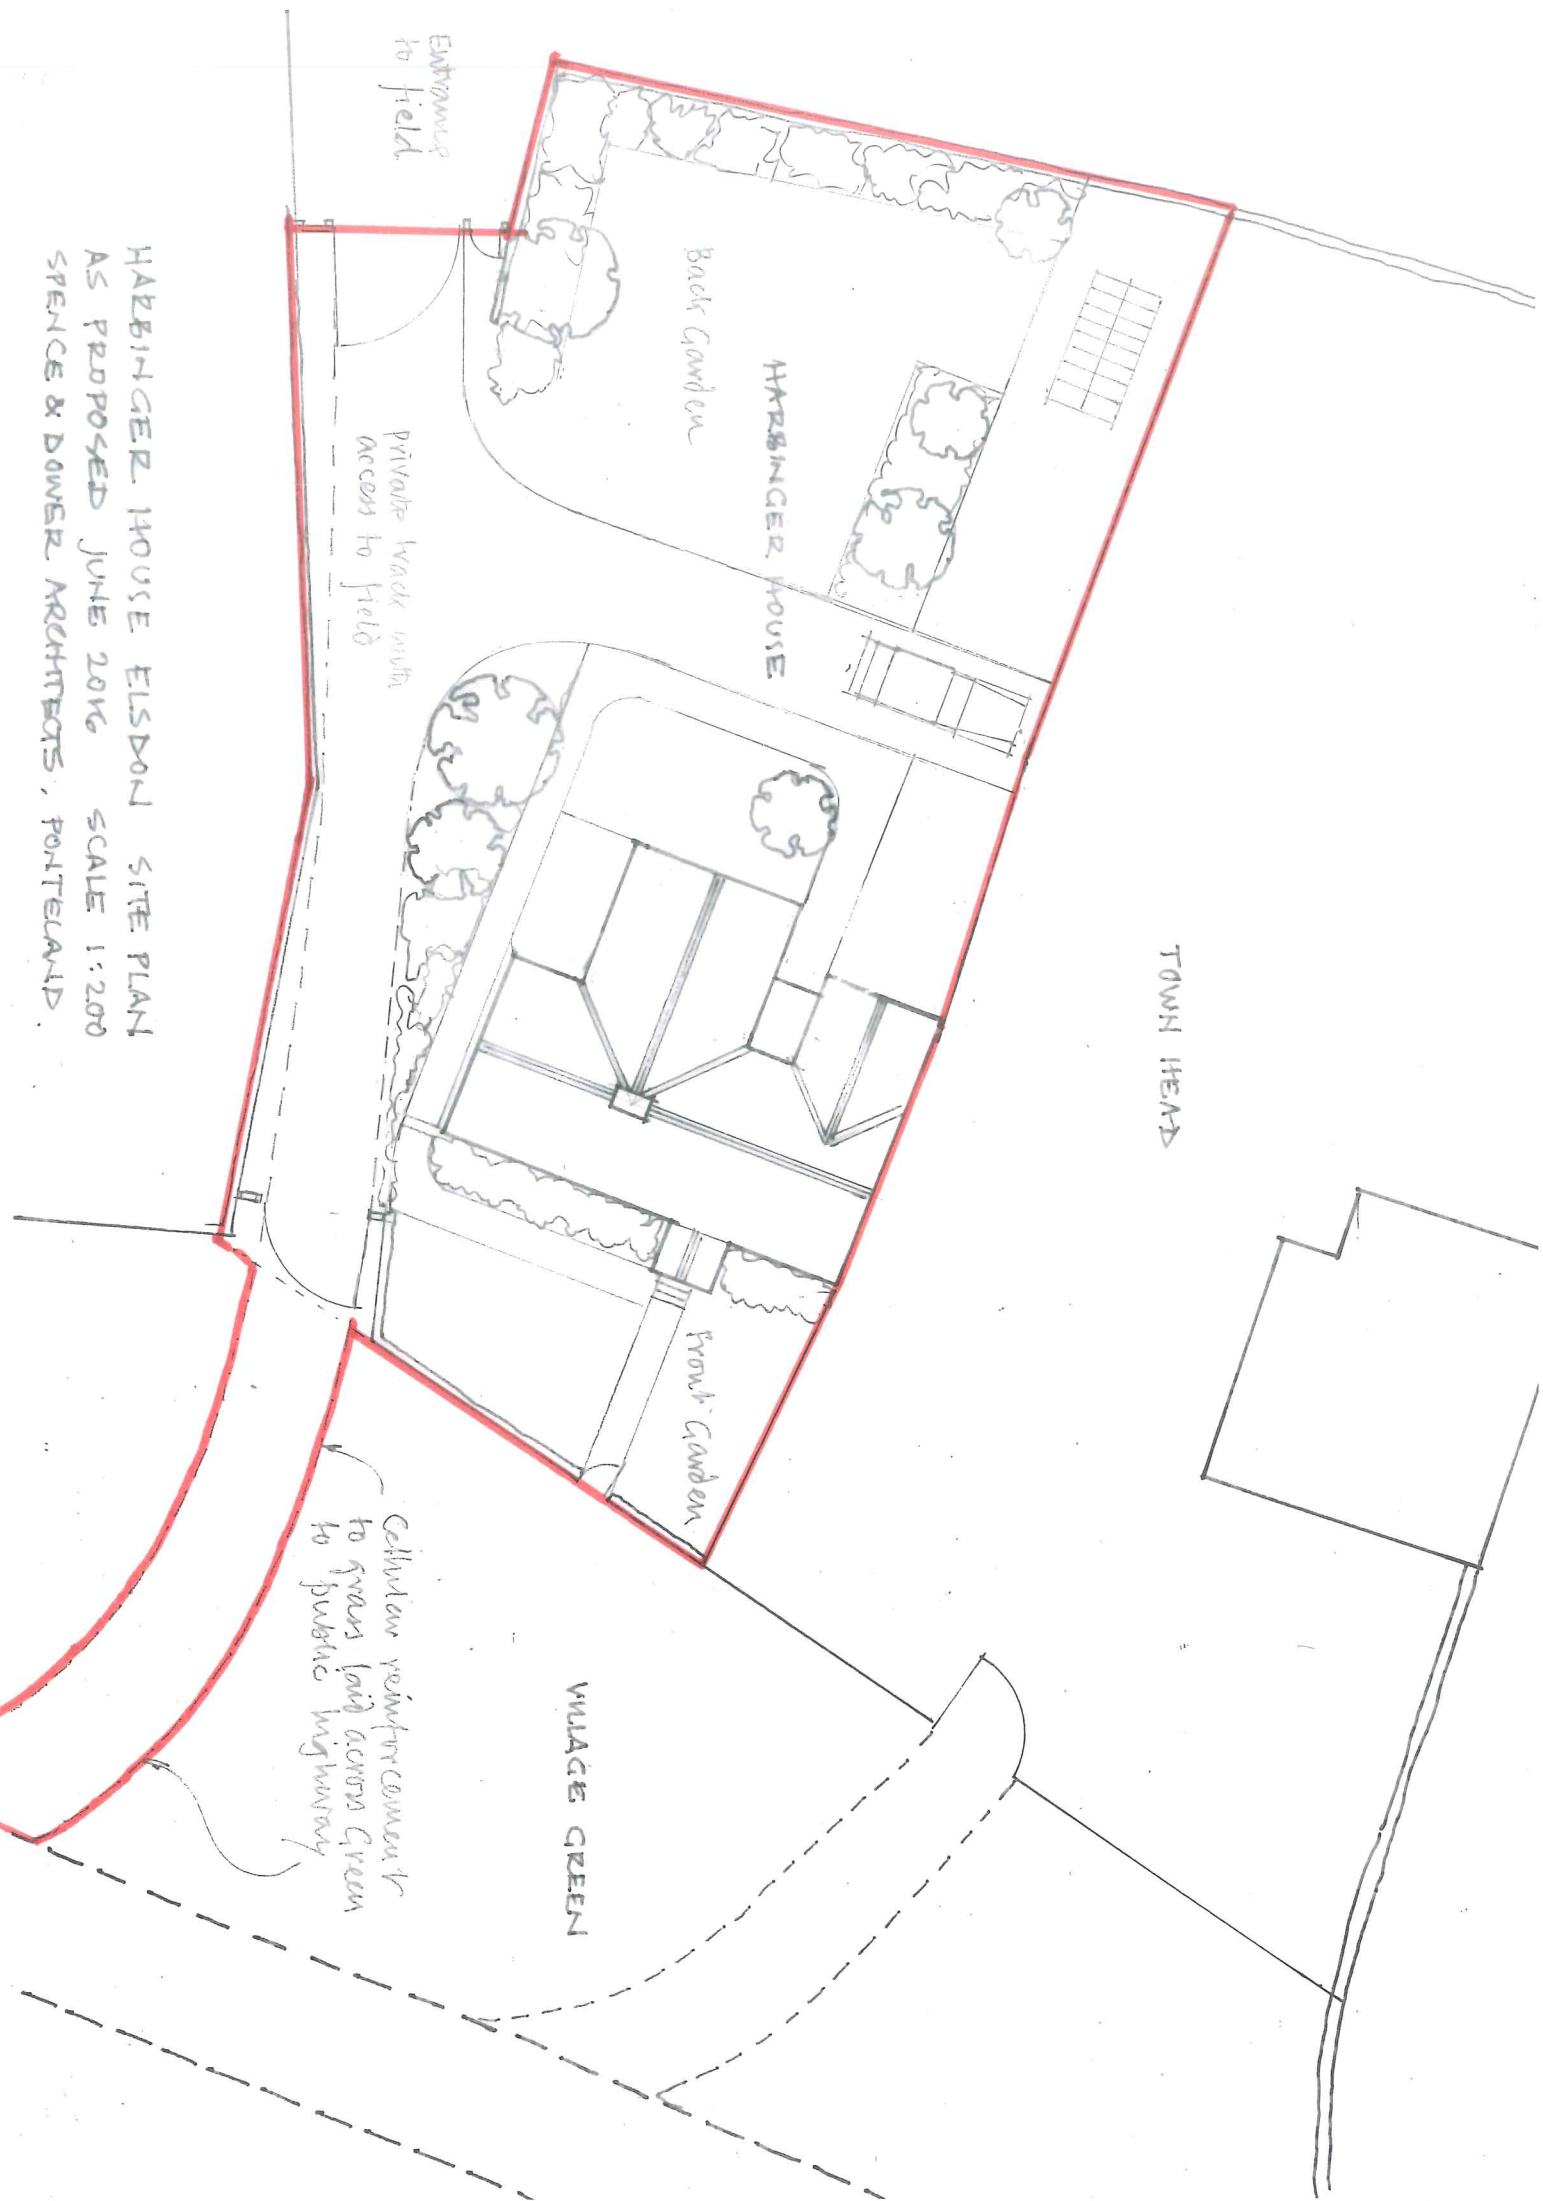 Entrance
to field
Back Garden
HARBINGER HOUSE
Private track with
access to field
TOWN HEAD
Front Garden
Cellular reinforcement
to grass laid across Green
to public highway
VILLAGE GREEN
HARBINGER HOUSE ELSDON SITE PLAN
AS PROPOSED JUNE 2016 SCALE 1:200
SPENCE & DOWER ARCHITECTS, PONTELAND.